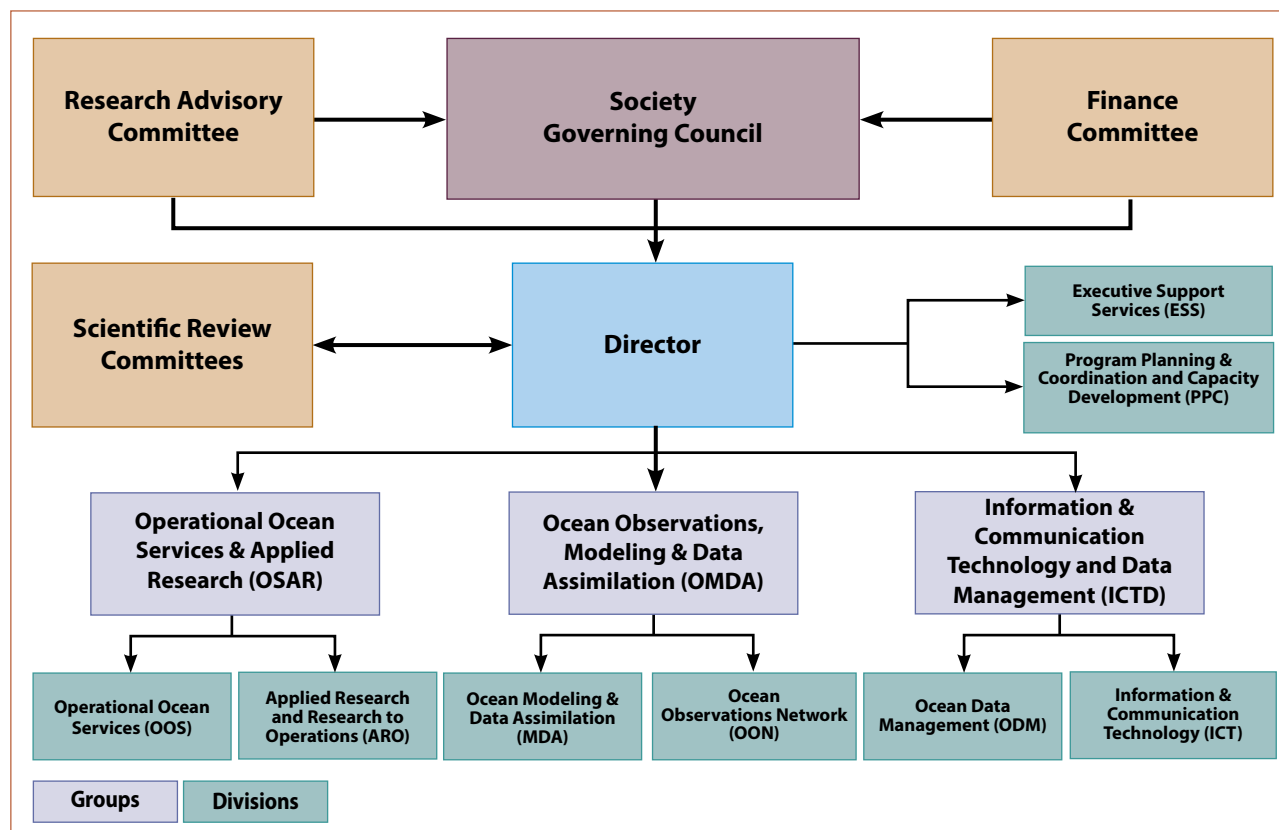 Research Advisory
Committee
Society
Governing Council
Finance
Committee
Scientific Review
Committees
Director
Executive Support
Services (ESS)
Program Planning &
Coordination and Capacity
Development (PPC)
Operational Ocean
Services & Applied
Research (OSAR)
Ocean Observations,
Modeling & Data
Assimilation (OMDA)
Information &
Communication
Technology and Data
Management (ICTD)
Operational Ocean
Services (OOS)
Applied Research
and Research to
Operations (ARO)
Ocean Modeling &
Data Assimilation
(MDA)
Ocean
Observations Network
(OON)
Ocean Data
Management (ODM)
Information &
Communication
Technology (ICT)
Groups
Divisions